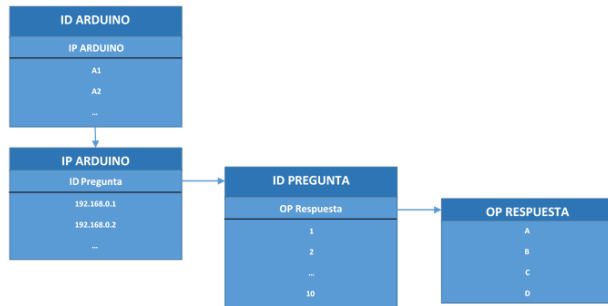 ID ARDUINO
IP ARDUINO
A1
A2
...
IP ARDUINO
ID Pregunta
192.168.0.1
192.168.0.2
...
ID PREGUNTA
OP Respuesta
1
2
...
10
OP RESPUESTA
A
B
C
D